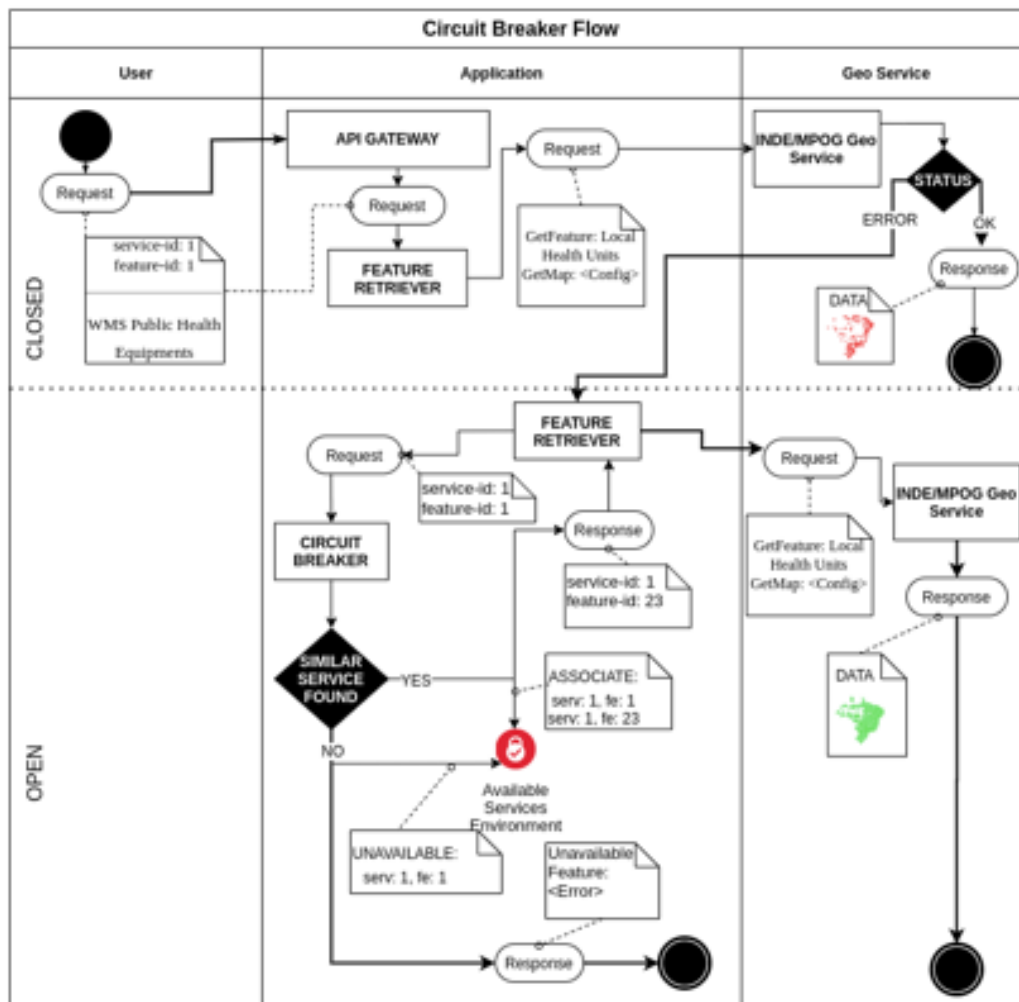 Circuit Breaker Flow
User
Application
Geo Service
CLOSED
Request
service-id: 1
feature-id: 1
WMS Public Health
Equipments
API GATEWAY
Request
FEATURE
RETRIEVER
Request
GetFeature: Local
Health Units
GetMap: <Config>
INDE/MPOG Geo
Service
STATUS
ERROR
OK
Response
DATA
OPEN
FEATURE
RETRIEVER
Request
service-id: 1
feature-id: 1
CIRCUIT
BREAKER
Response
service-id: 1
feature-id: 23
SIMILAR
SERVICE
FOUND
YES
NO
ASSOCIATE:
serv: 1, fe: 1
serv: 1, fe: 23
Available
Services
Environment
UNAVAILABLE:
serv: 1, fe: 1
Unavailable
Feature:
<Error>
Response
Request
GetFeature: Local
Health Units
GetMap: <Config>
INDE/MPOG Geo
Service
Response
DATA